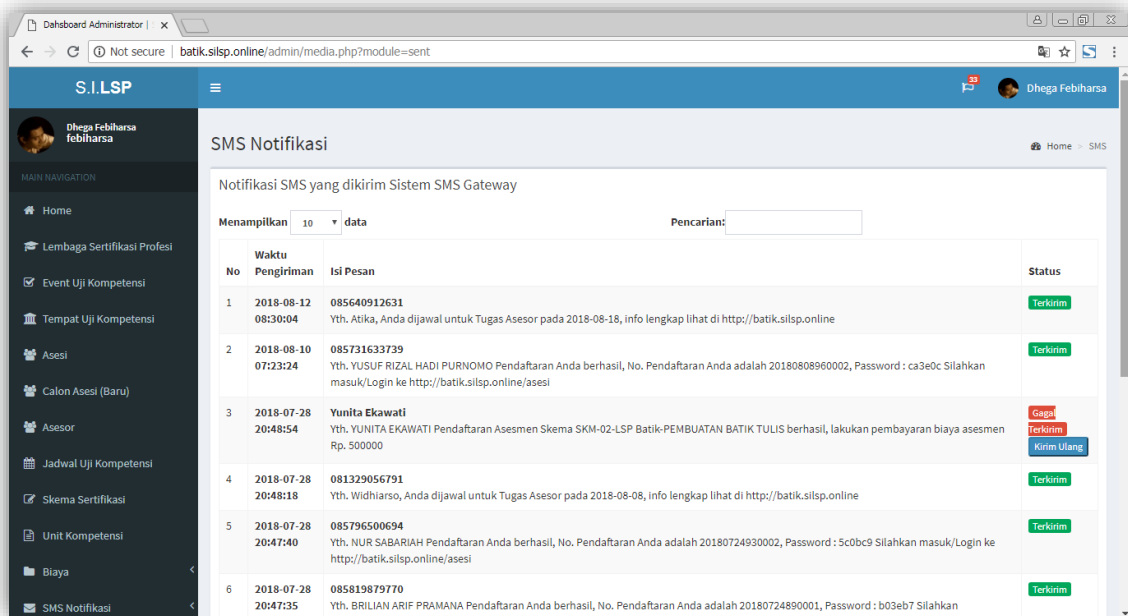 Dahsboard Administrator |
Not secure | batik.silsp.online/admin/media.php?module=sent
S.I.LSP
33
Dhega Febiharsa
Dhega Febiharsa
febiharsa
SMS Notifikasi
Home > SMS
MAIN NAVIGATION
Home
Lembaga Sertifikasi Profesi
Event Uji Kompetensi
Tempat Uji Kompetensi
Asesi
Calon Asesi (Baru)
Asesor
Jadwal Uji Kompetensi
Skema Sertifikasi
Unit Kompetensi
Biaya
SMS Notifikasi
Notifikasi SMS yang dikirim Sistem SMS Gateway
Menampilkan 10 data
Pencarian:
No Waktu Pengiriman Isi Pesan Status
1 2018-08-12 08:30:04 085640912631 Terkirim
Yth. Atika, Anda dijawal untuk Tugas Asesor pada 2018-08-18, info lengkap lihat di http://batik.silsp.online
2 2018-08-10 07:23:24 085731633739 Terkirim
Yth. YUSUF RIZAL HADI PURNOMO Pendaftaran Anda berhasil, No. Pendaftaran Anda adalah 20180808960002, Password : ca3e0c Silahkan
masuk/Login ke http://batik.silsp.online/asesi
3 2018-07-28 20:48:54 Yunita Ekawati Gagal Terkirim Kirim Ulang
Yth. YUNITA EKAWATI Pendaftaran Asesmen Skema SKM-02-LSP Batik-PEMBUATAN BATIK TULIS berhasil, lakukan pembayaran biaya asesmen
Rp. 500000
4 2018-07-28 20:48:18 081329056791 Terkirim
Yth. Widhiarso, Anda dijawal untuk Tugas Asesor pada 2018-08-08, info lengkap lihat di http://batik.silsp.online
5 2018-07-28 20:47:40 085796500694 Terkirim
Yth. NUR SABARIAH Pendaftaran Anda berhasil, No. Pendaftaran Anda adalah 20180724930002, Password : 5c0bc9 Silahkan masuk/Login ke
http://batik.silsp.online/asesi
6 2018-07-28 20:47:35 085819879770 Terkirim
Yth. BRILIAN ARIF PRAMANA Pendaftaran Anda berhasil, No. Pendaftaran Anda adalah 20180724890001, Password : b03eb7 Silahkan